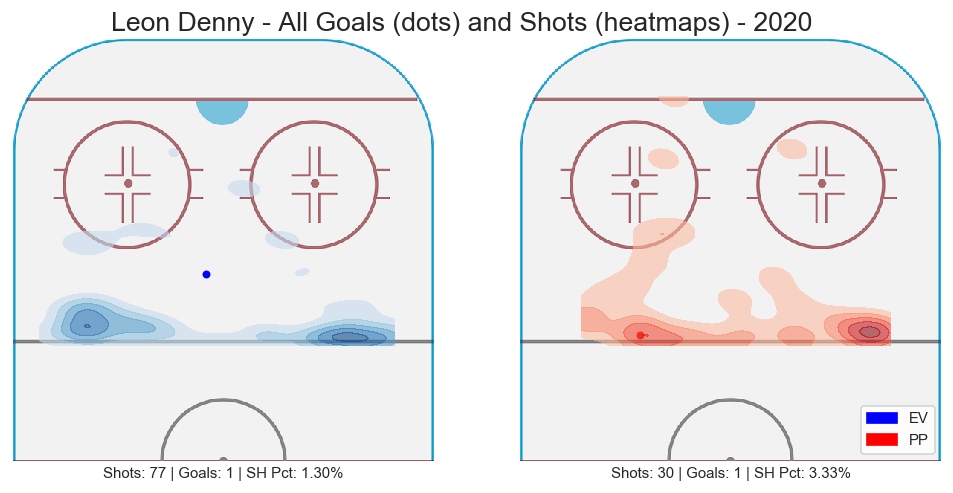 Leon Denny - All Goals (dots) and Shots (heatmaps) - 2020
EV
PP
Shots: 77 | Goals: 1 | SH Pct: 1.30%
Shots: 30 | Goals: 1 | SH Pct: 3.33%